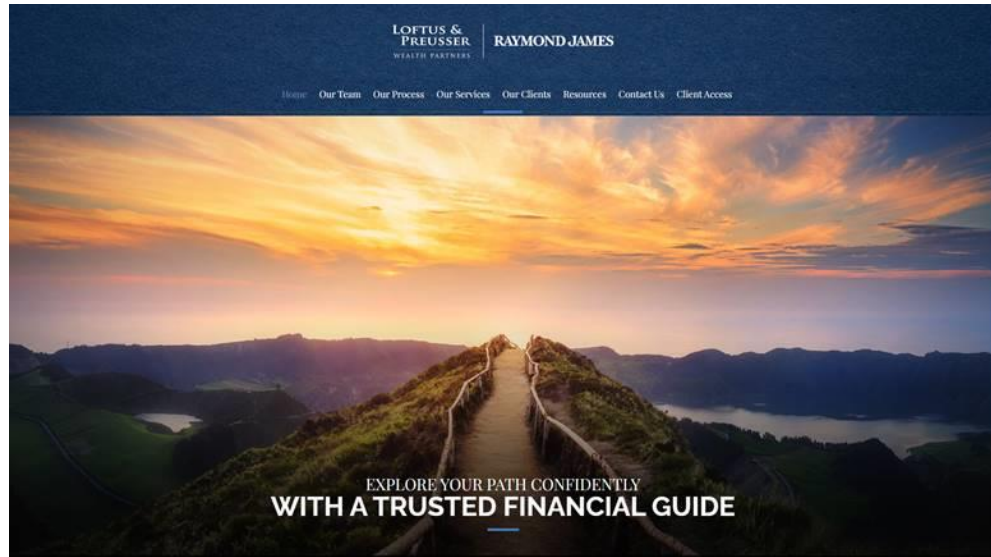 LOFTUS &
PREUSSER
WEALTH PARTNERS
RAYMOND JAMES
Home Our Team Our Process Our Services Our Clients Resources Contact Us Client Access
EXPLORE YOUR PATH CONFIDENTLY
WITH A TRUSTED FINANCIAL GUIDE